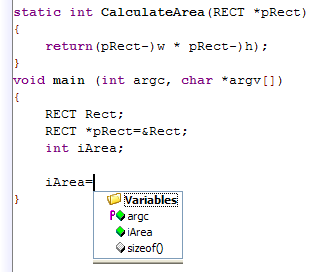 static int CalculateArea(RECT *pRect)
{
return(pRect-)w * pRect-)h);
}
void main (int argc, char *argv[])
{
RECT Rect;
RECT *pRect=&Rect;
int iArea;
iArea=
Variables
P argc
iArea
sizeof()
}